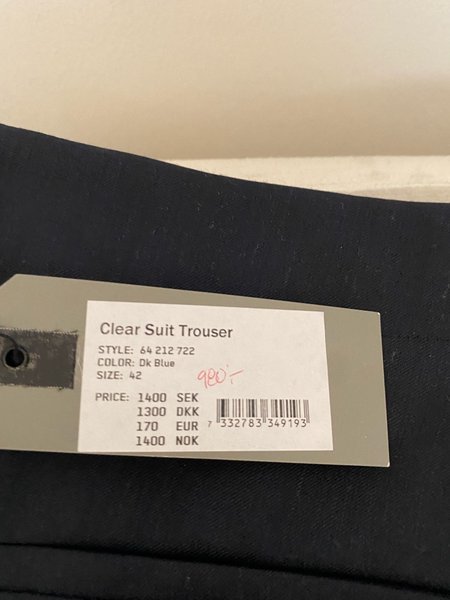 Clear Suit Trouser
STYLE: 64 212 722
COLOR: Dk Blue
SIZE: 42
980:-
PRICE: 1400 SEK
1300 DKK
170 EUR
1400 NOK
7 332783 349193